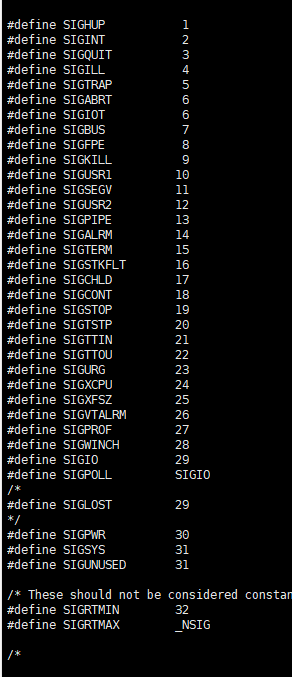 #define SIGHUP 1
#define SIGINT 2
#define SIGQUIT 3
#define SIGILL 4
#define SIGTRAP 5
#define SIGABRT 6
#define SIGIOT 6
#define SIGBUS 7
#define SIGFPE 8
#define SIGKILL 9
#define SIGUSR1 10
#define SIGSEGV 11
#define SIGUSR2 12
#define SIGPIPE 13
#define SIGALRM 14
#define SIGTERM 15
#define SIGSTKFLT 16
#define SIGCHLD 17
#define SIGCONT 18
#define SIGSTOP 19
#define SIGTSTP 20
#define SIGTTIN 21
#define SIGTTOU 22
#define SIGURG 23
#define SIGXCPU 24
#define SIGXFSZ 25
#define SIGVTALRM 26
#define SIGPROF 27
#define SIGWINCH 28
#define SIGIO 29
#define SIGPOLL SIGIO
/*
#define SIGLOST 29
*/
#define SIGPWR 30
#define SIGSYS 31
#define SIGUNUSED 31
/* These should not be considered constan
#define SIGRTMIN 32
#define SIGRTMAX _NSIG
/*